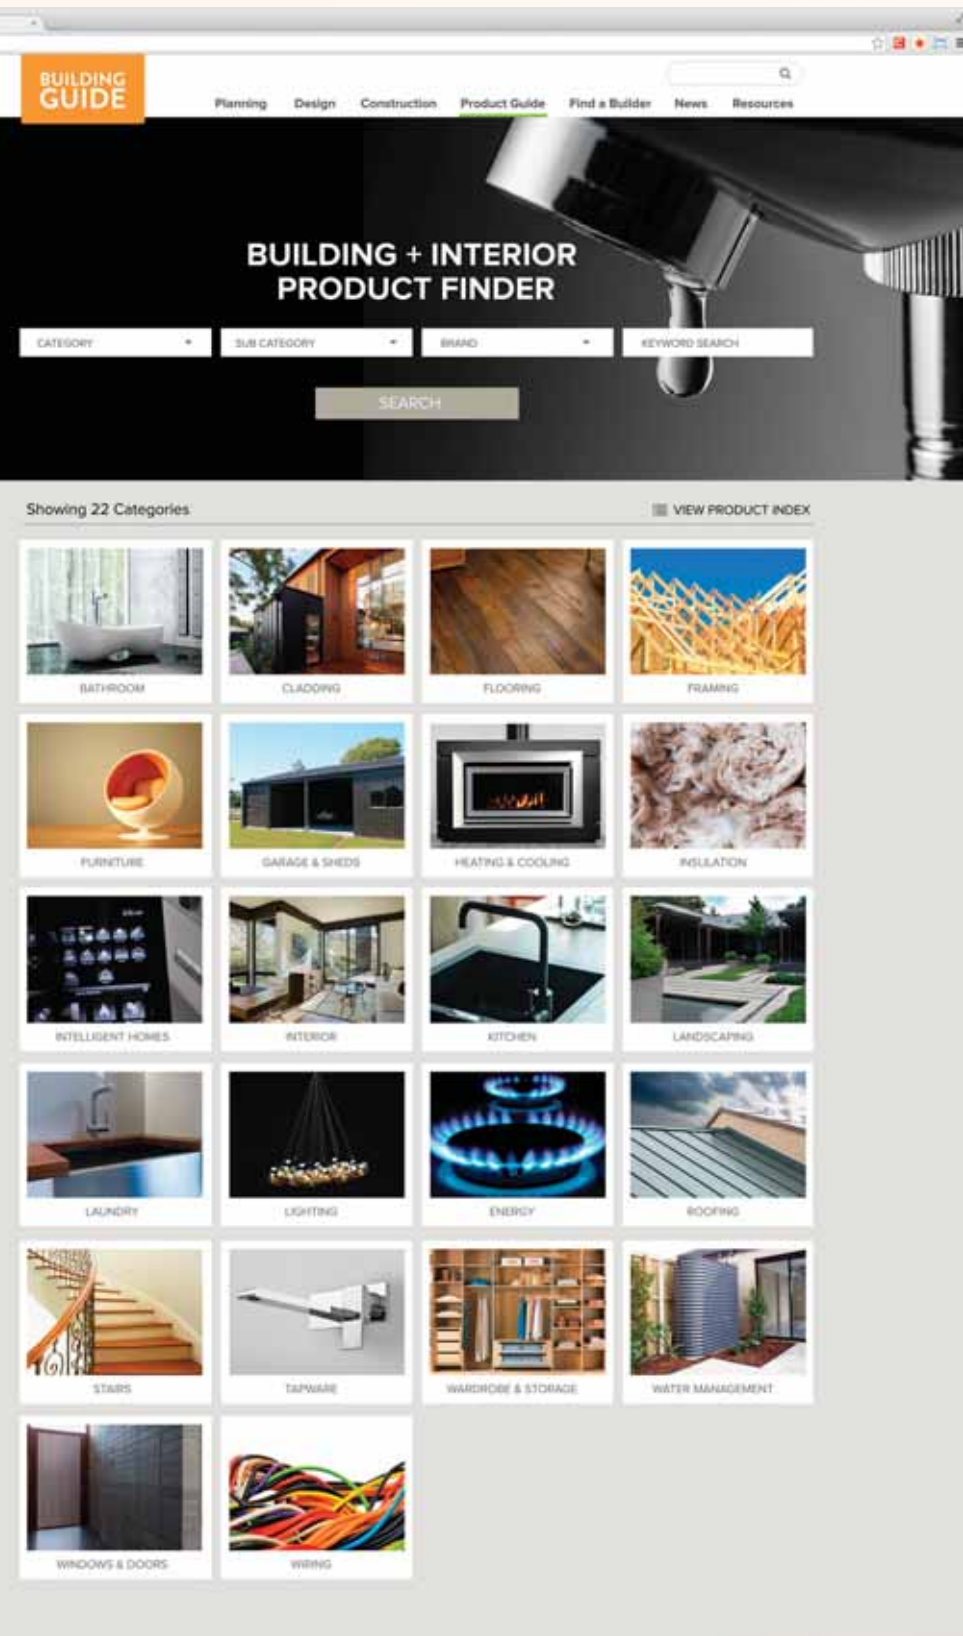 BUILDING
GUIDE
Planning Design Construction Product Guide Find a Builder News Resources
BUILDING + INTERIOR
PRODUCT FINDER
CATEGORY SUB CATEGORY BRAND KEYWORD SEARCH
SEARCH
Showing 22 Categories VIEW PRODUCT INDEX
BATHROOM CLADDING FLOORING FRAMING
FURNITURE GARAGE & SHEDS HEATING & COOLING INSULATION
INTELLIGENT HOMES INTERIOR KITCHEN LANDSCAPING
LAUNDRY LIGHTING ENERGY ROOFING
STAIRS TAPWARE WARDROBE & STORAGE WATER MANAGEMENT
WINDOWS & DOORS WIRING